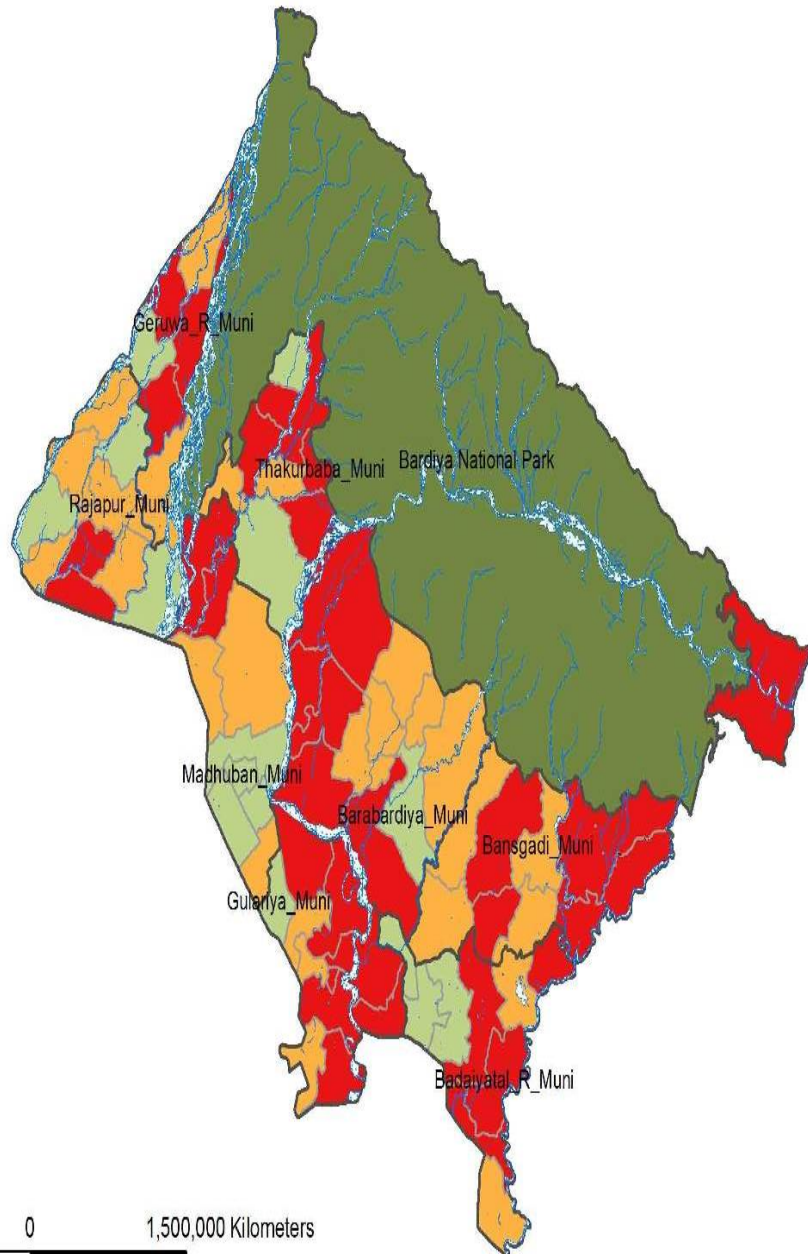 Geruwa_R_Muni
Thakurbaba_Muni
Bardiya National Park
Rajapur_Muni
Madhuban_Muni
Barabardiya_Muni
Bansgadi_Muni
Gulariya_Muni
Badaiyatal_R_Muni
0 1,500,000 Kilometers